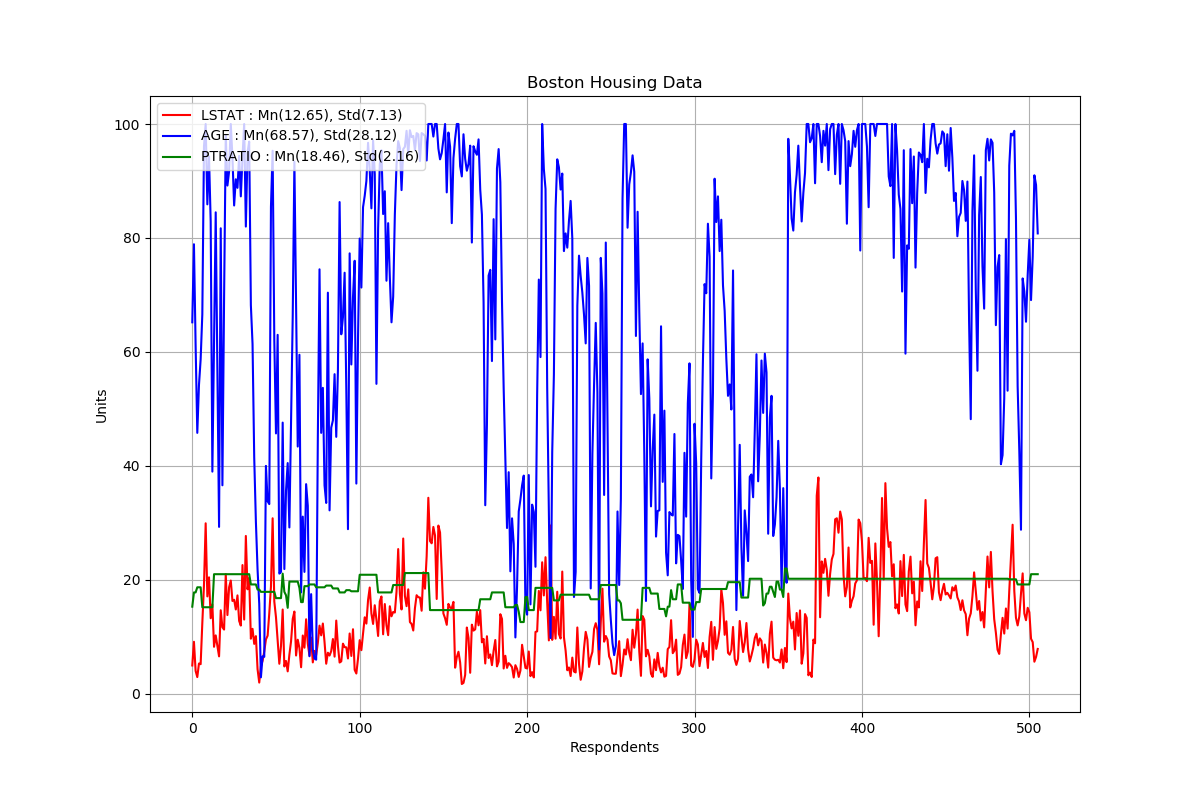 Boston Housing Data
LSTAT : Mn(12.65), Std(7.13)
AGE : Mn(68.57), Std(28.12)
PTRATIO : Mn(18.46), Std(2.16)
100
80
60
40
20
0
Units
0 100 200 300 400 500
Respondents